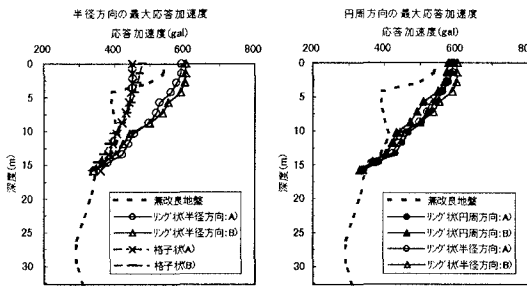 半径方向の最大応答加速度
応答加速度(gal)
200 400 600 800
0
5
10
15
20
25
30
深度(m)
無改良地盤
リング状(半径方向:A)
リング状(半径方向:B)
格子状(A)
格子状(B)
円周方向の最大応答加速度
応答加速度(gal)
200 400 600 80
0
5
10
15
20
25
30
深度(m)
無改良地盤
リング状(円周方向:A)
リング状(円周方向:B)
リング状(半径方向:A)
リング状(半径方向:B)